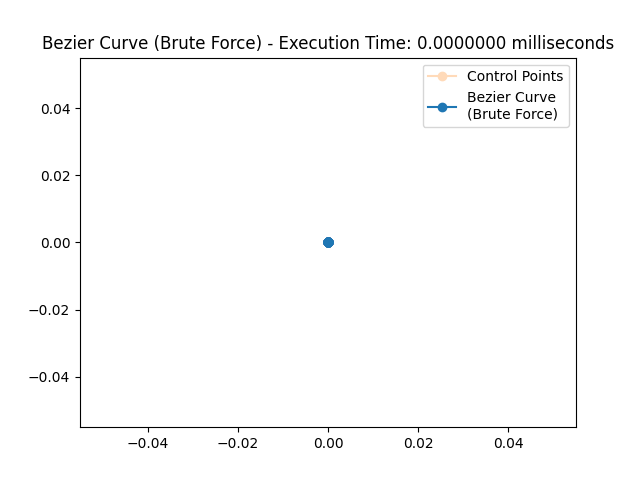 Bezier Curve (Brute Force) - Execution Time: 0.0000000 milliseconds
Control Points
Bezier Curve
(Brute Force)
0.04
0.02
0.00
−0.02
−0.04
−0.04
−0.02
0.00
0.02
0.04